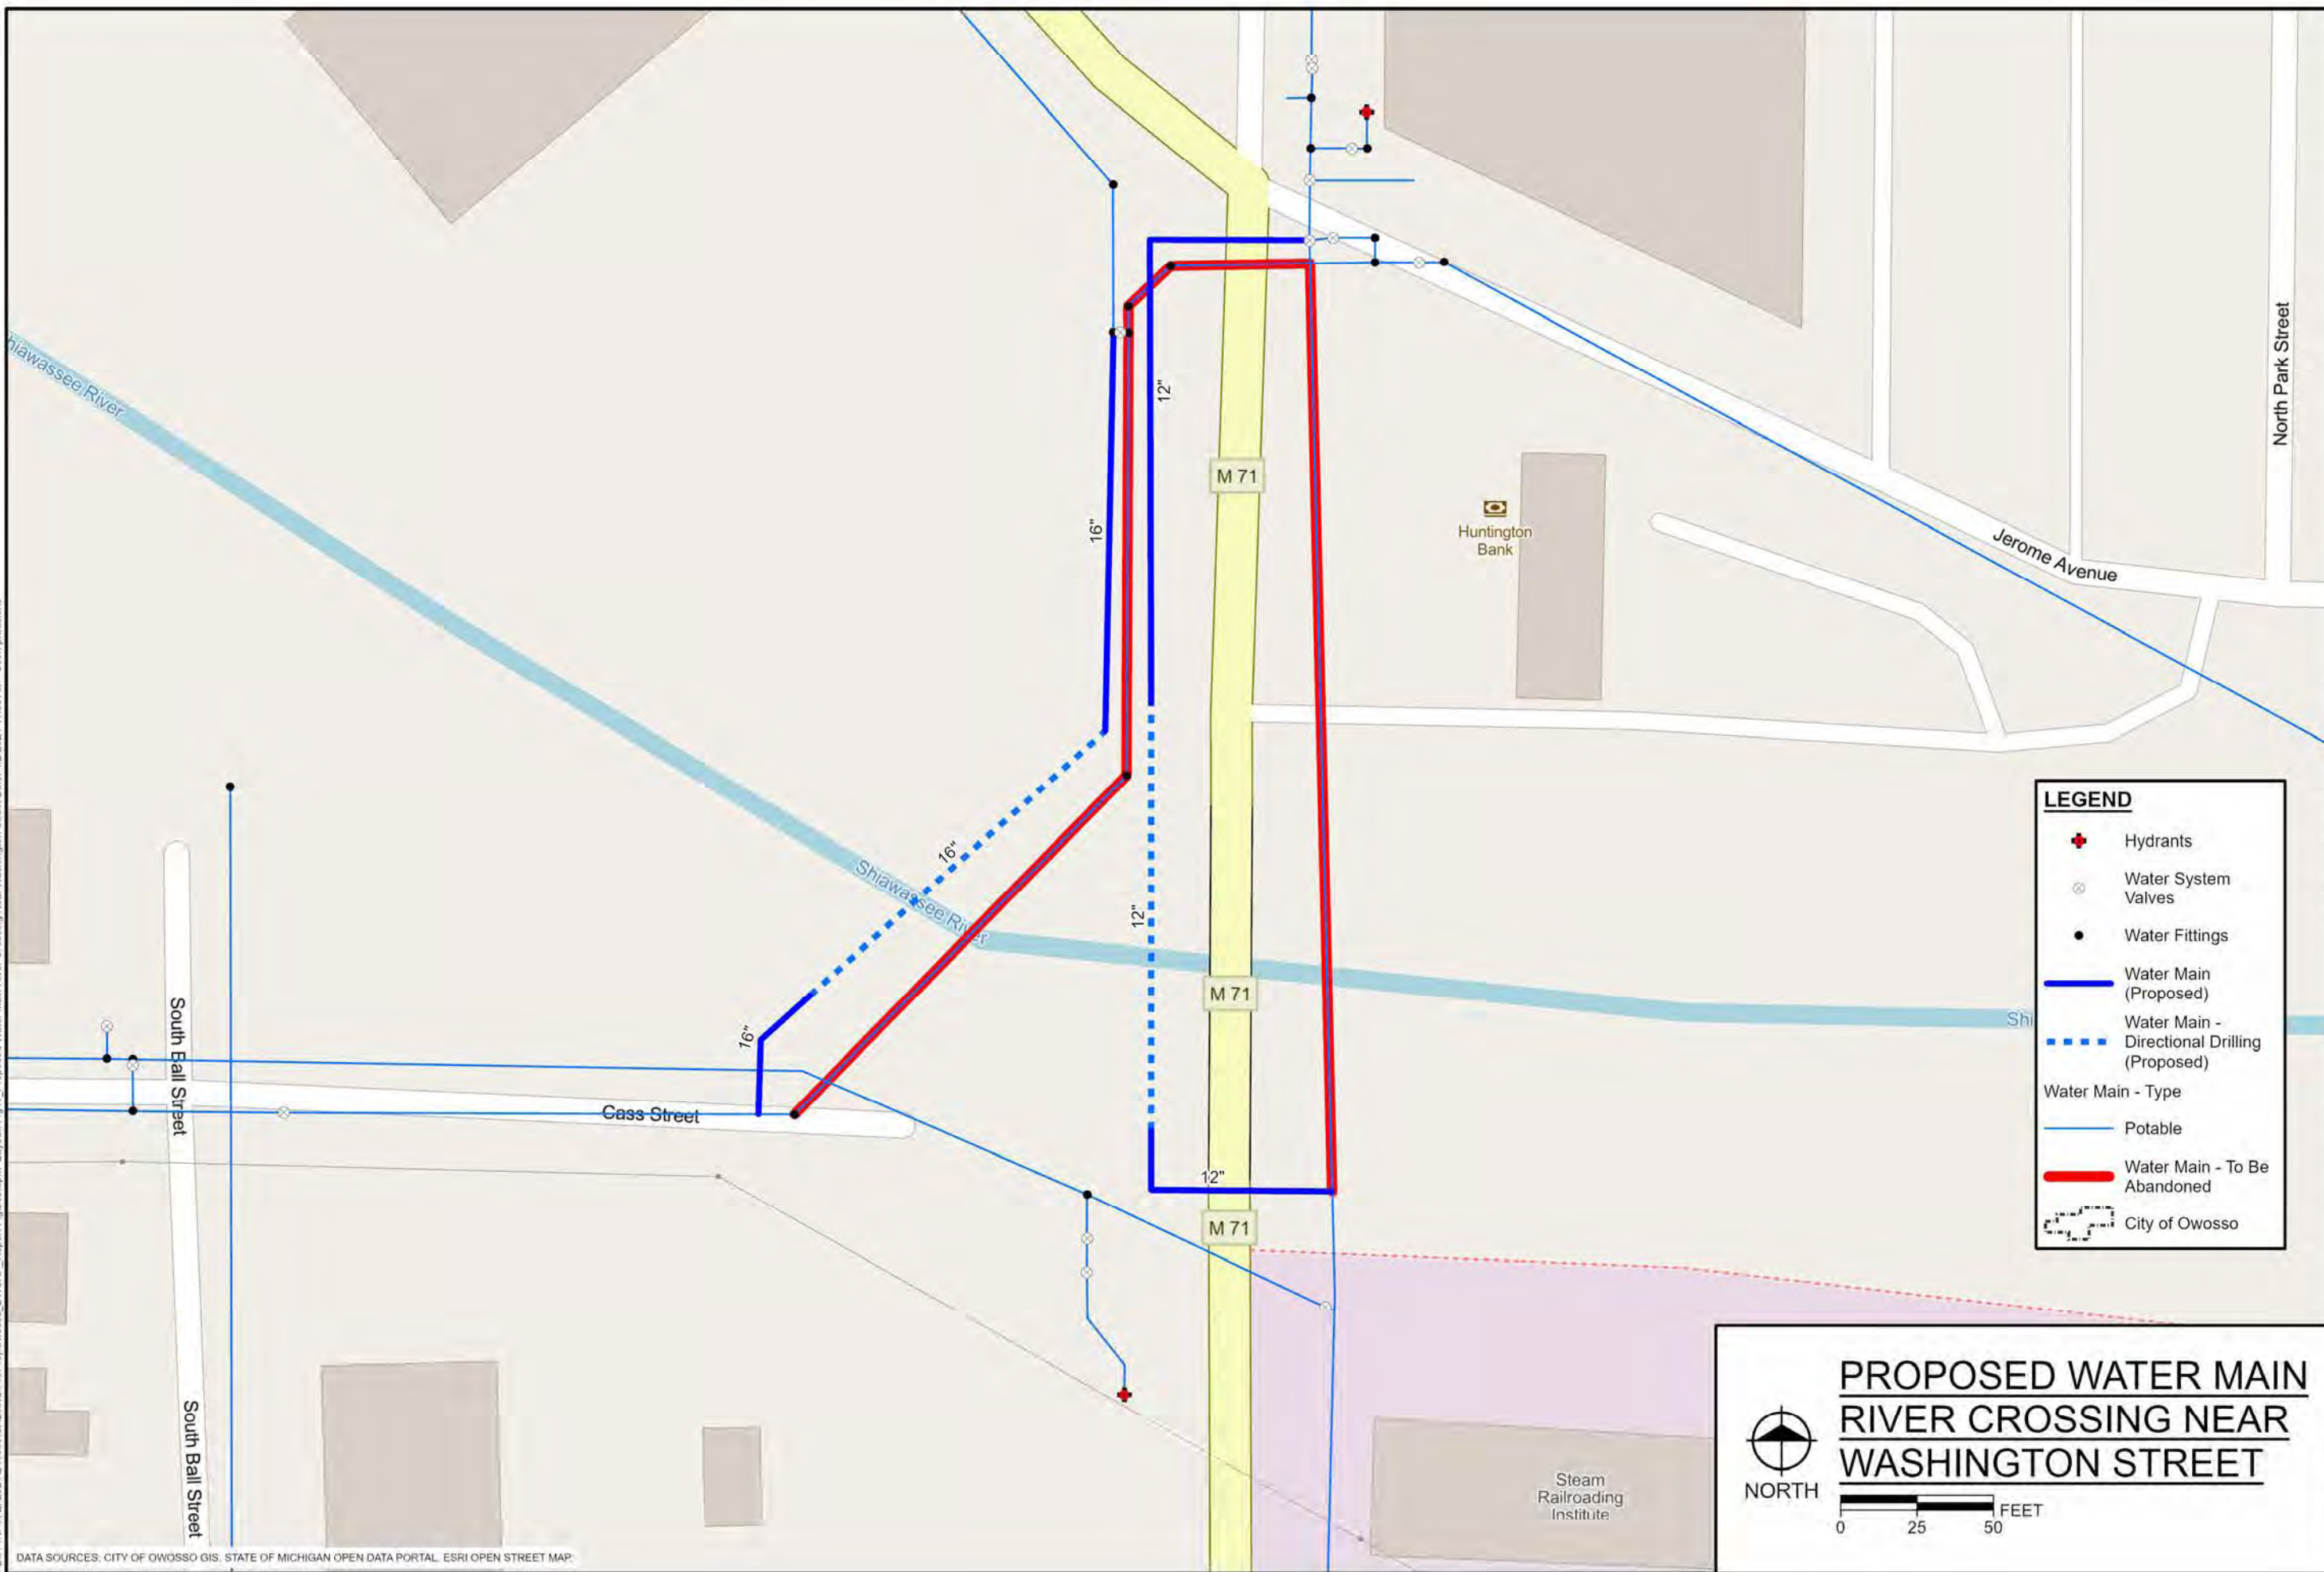 Shiawassee River
12"
M 71
16"
Huntington
Bank
North Park Street
Jerome Avenue
16"
Shiawassee River
12"
M 71
Shi
16"
South Ball Street
Cass Street
12"
M 71
South Ball Street
Steam
Railroading
Institute
LEGEND
Hydrants
Water System
Valves
Water Fittings
Water Main
(Proposed)
Water Main -
Directional Drilling
(Proposed)
Water Main - Type
Potable
Water Main - To Be
Abandoned
City of Owosso
PROPOSED WATER MAIN
RIVER CROSSING NEAR
WASHINGTON STREET
NORTH
FEET
0 25 50
DATA SOURCES: CITY OF OWOSSO GIS. STATE OF MICHIGAN OPEN DATA PORTAL. ESRI OPEN STREET MAP.